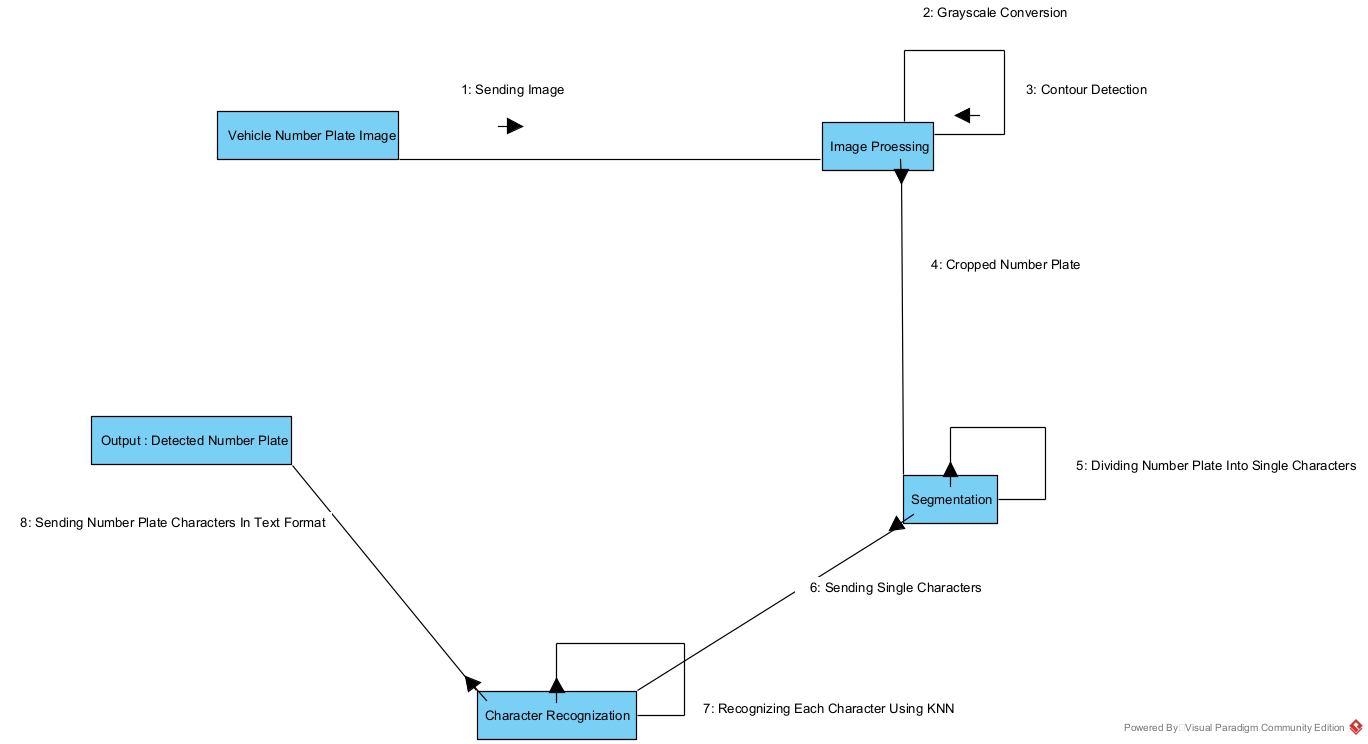 2: Grayscale Conversion
1: Sending Image
3: Contour Detection
Vehicle Number Plate Image
Image Proessing
4: Cropped Number Plate
Output : Detected Number Plate
5: Dividing Number Plate Into Single Characters
Segmentation
8: Sending Number Plate Characters In Text Format
6: Sending Single Characters
7: Recognizing Each Character Using KNN
Character Recognization
Powered By Visual Paradigm Community Edition